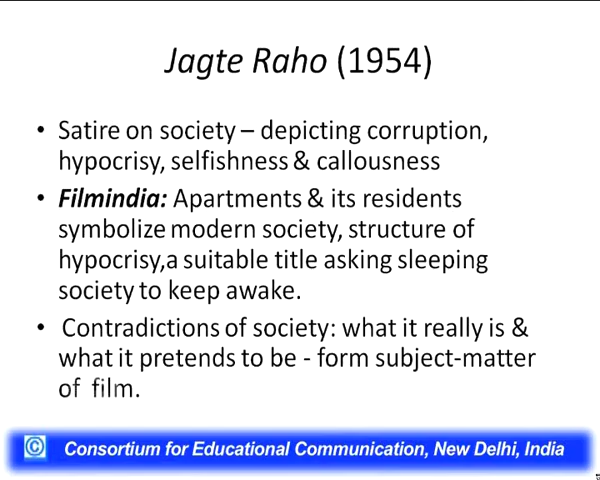 Jagte Raho (1954)
• Satire on society – depicting corruption,
hypocrisy, selfishness & callousness
• Filmindia: Apartments & its residents
symbolize modern society, structure of
hypocrisy,a suitable title asking sleeping
society to keep awake.
• Contradictions of society: what it really is &
what it pretends to be - form subject-matter
of film.
© Consortium for Educational Communication, New Delhi, India